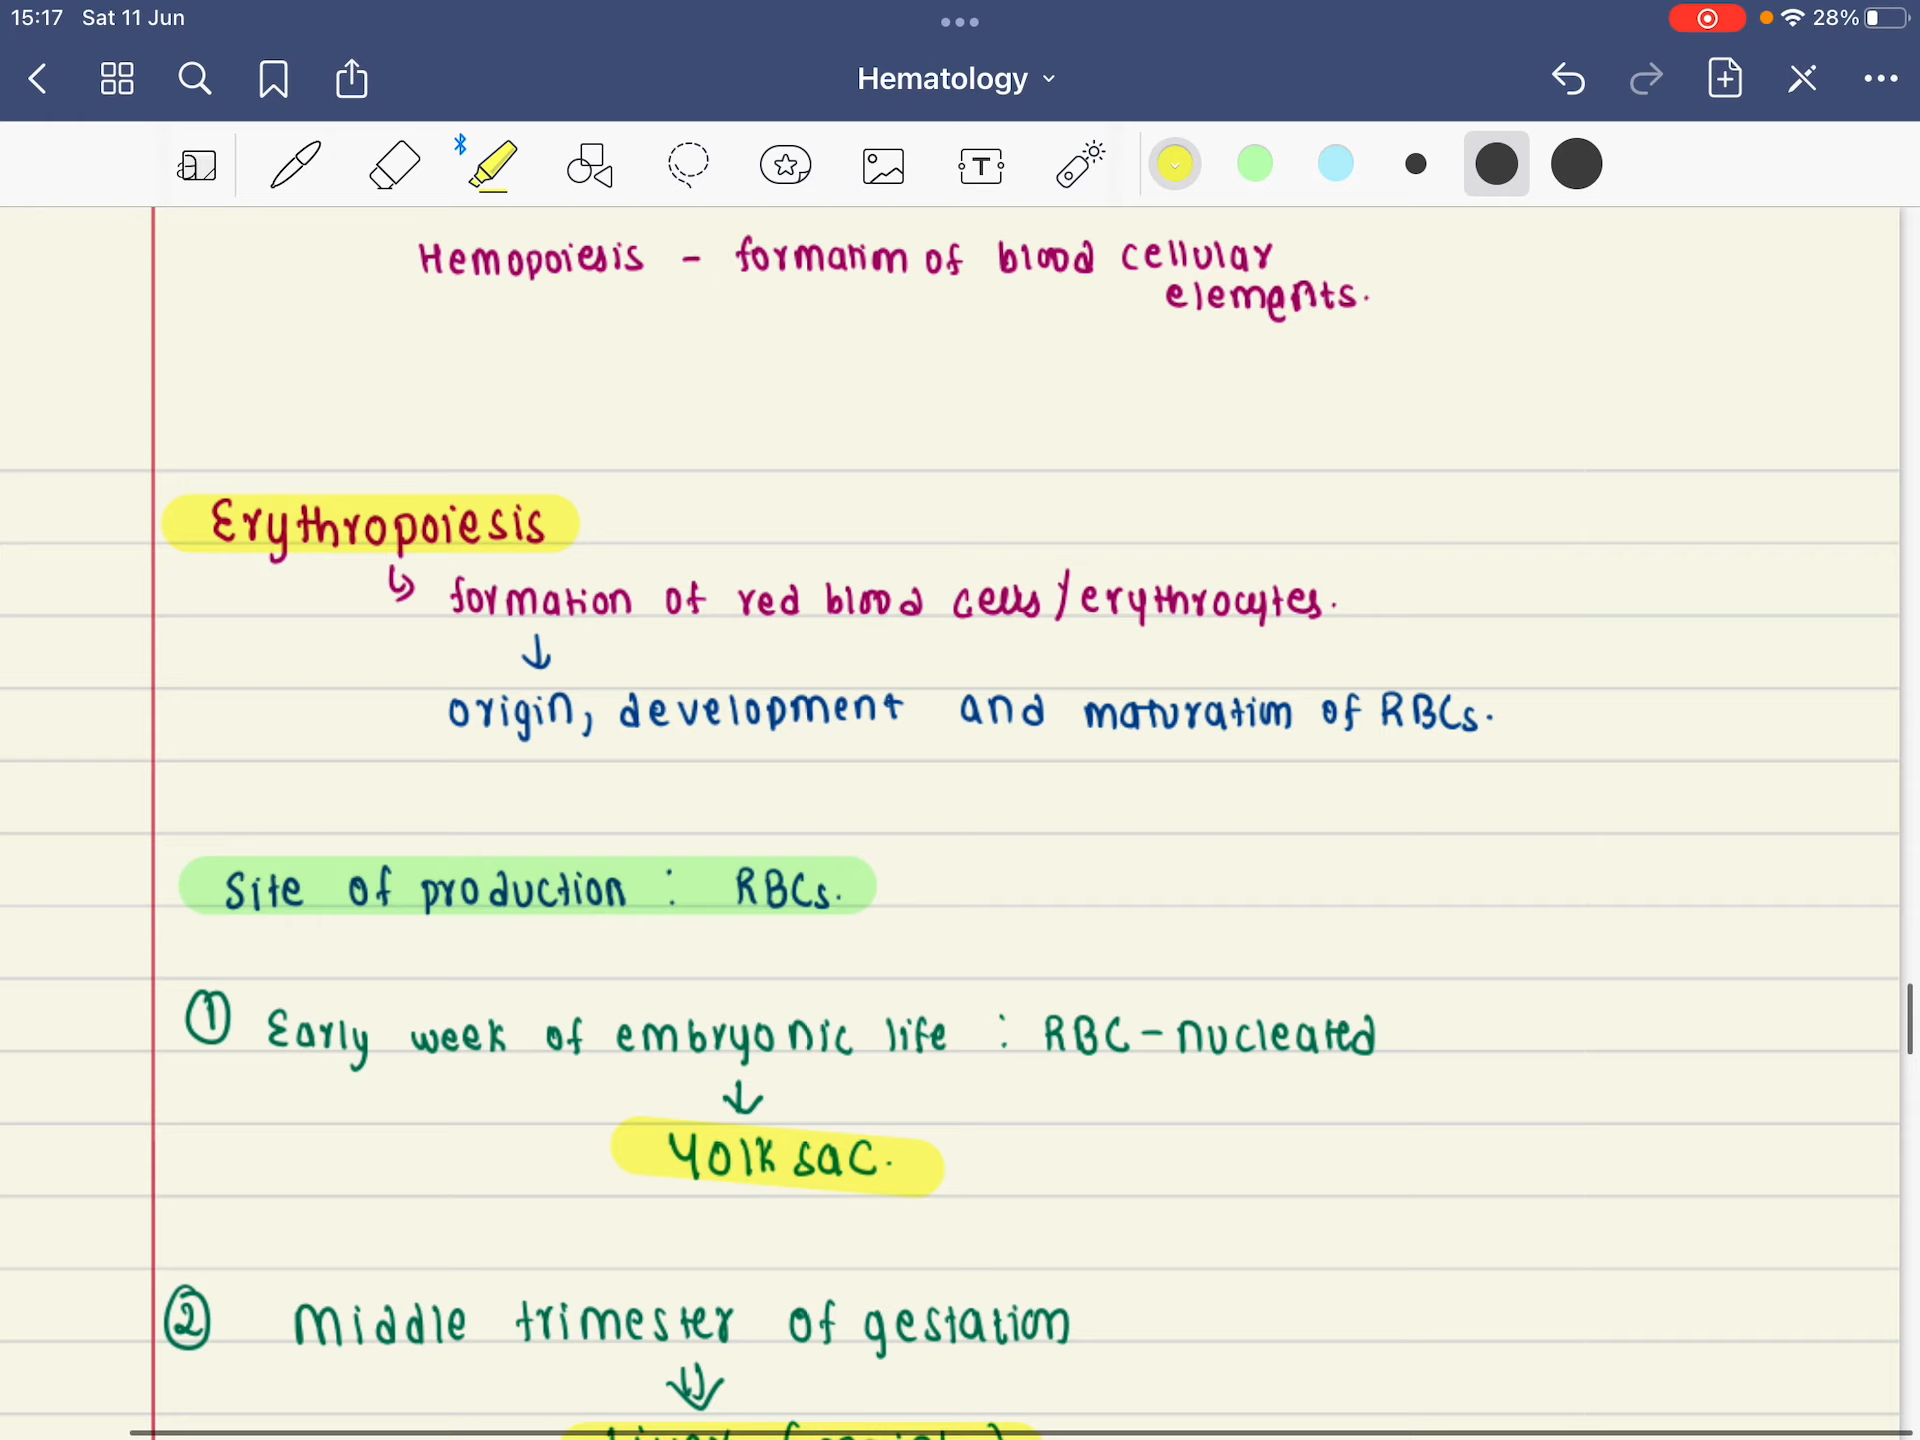 15:17 Sat 11 Jun
28%
Hematology
Hemopoiesis - formation of blood cellular
elements.
Erythropoiesis
↳ formation of red blood cells/erythrocytes.
↓
origin, development and maturation of RBCs.
Site of production : RBCs.
① Early week of embryonic life : RBC-nucleated
↓
Yolk sac.
② Middle trimester of gestation
↓